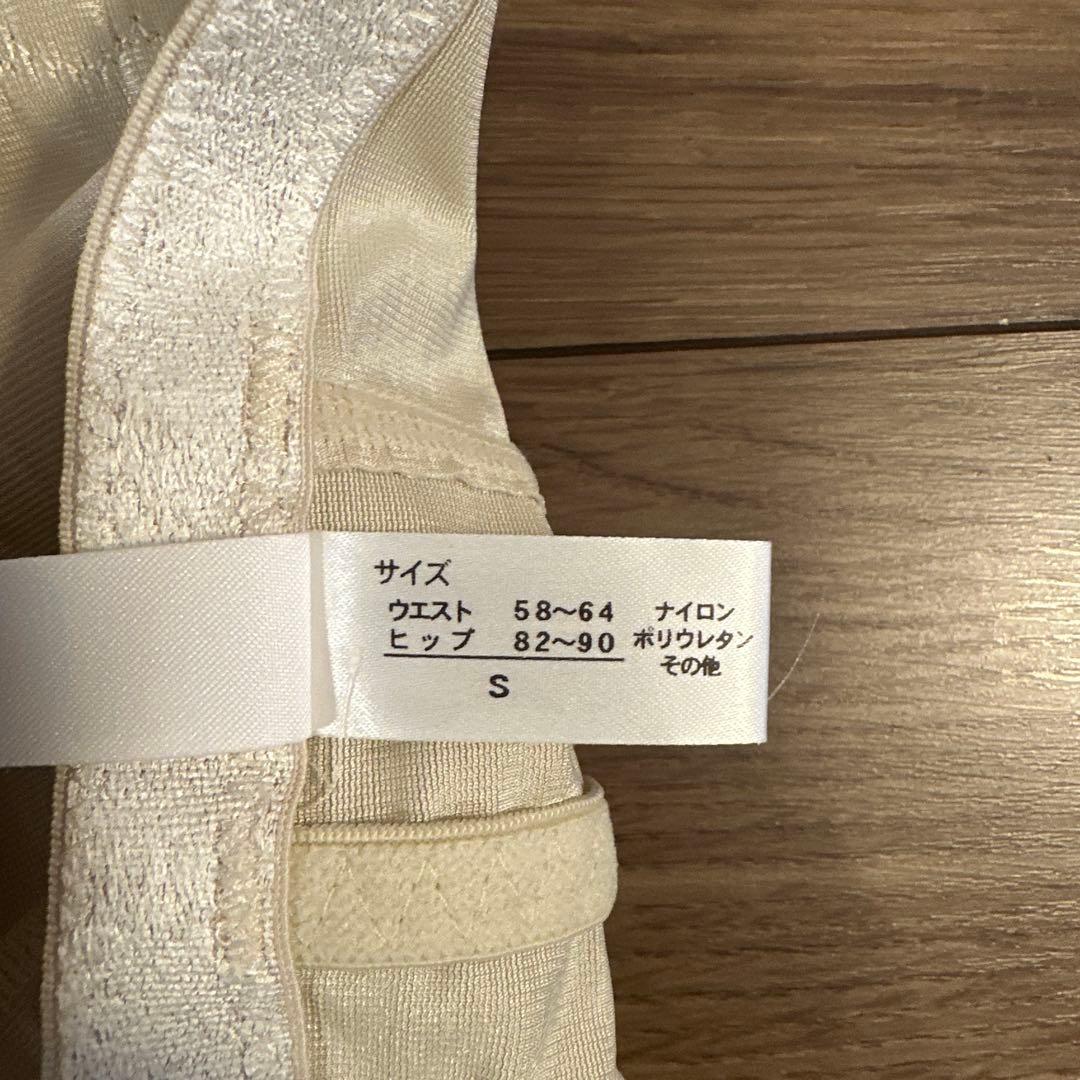 サイズ
ウエスト 58〜64
ヒップ 82〜90
S
ナイロン
ポリウレタン
その他